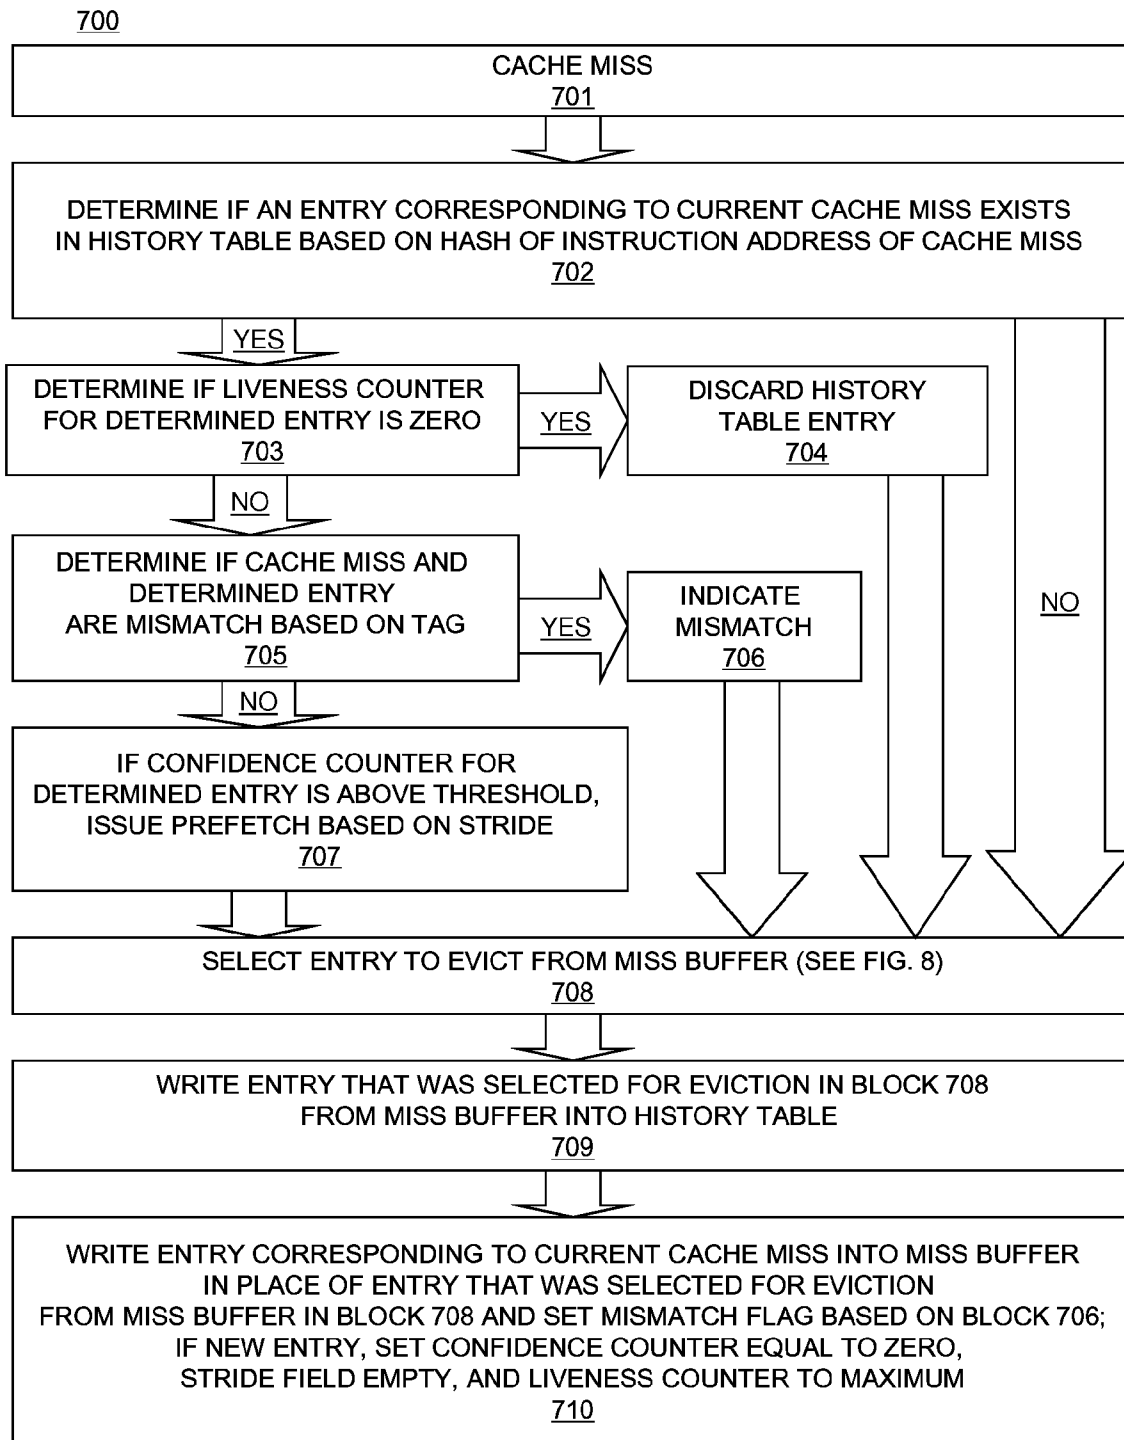 700
CACHE MISS
701
DETERMINE IF AN ENTRY CORRESPONDING TO CURRENT CACHE MISS EXISTS
IN HISTORY TABLE BASED ON HASH OF INSTRUCTION ADDRESS OF CACHE MISS
702
YES
DETERMINE IF LIVENESS COUNTER
FOR DETERMINED ENTRY IS ZERO
703
YES
DISCARD HISTORY
TABLE ENTRY
704
NO
NO
DETERMINE IF CACHE MISS AND
DETERMINED ENTRY
ARE MISMATCH BASED ON TAG
705
YES
INDICATE
MISMATCH
706
NO
IF CONFIDENCE COUNTER FOR
DETERMINED ENTRY IS ABOVE THRESHOLD,
ISSUE PREFETCH BASED ON STRIDE
707
SELECT ENTRY TO EVICT FROM MISS BUFFER (SEE FIG. 8)
708
WRITE ENTRY THAT WAS SELECTED FOR EVICTION IN BLOCK 708
FROM MISS BUFFER INTO HISTORY TABLE
709
WRITE ENTRY CORRESPONDING TO CURRENT CACHE MISS INTO MISS BUFFER
IN PLACE OF ENTRY THAT WAS SELECTED FOR EVICTION
FROM MISS BUFFER IN BLOCK 708 AND SET MISMATCH FLAG BASED ON BLOCK 706;
IF NEW ENTRY, SET CONFIDENCE COUNTER EQUAL TO ZERO,
STRIDE FIELD EMPTY, AND LIVENESS COUNTER TO MAXIMUM
710